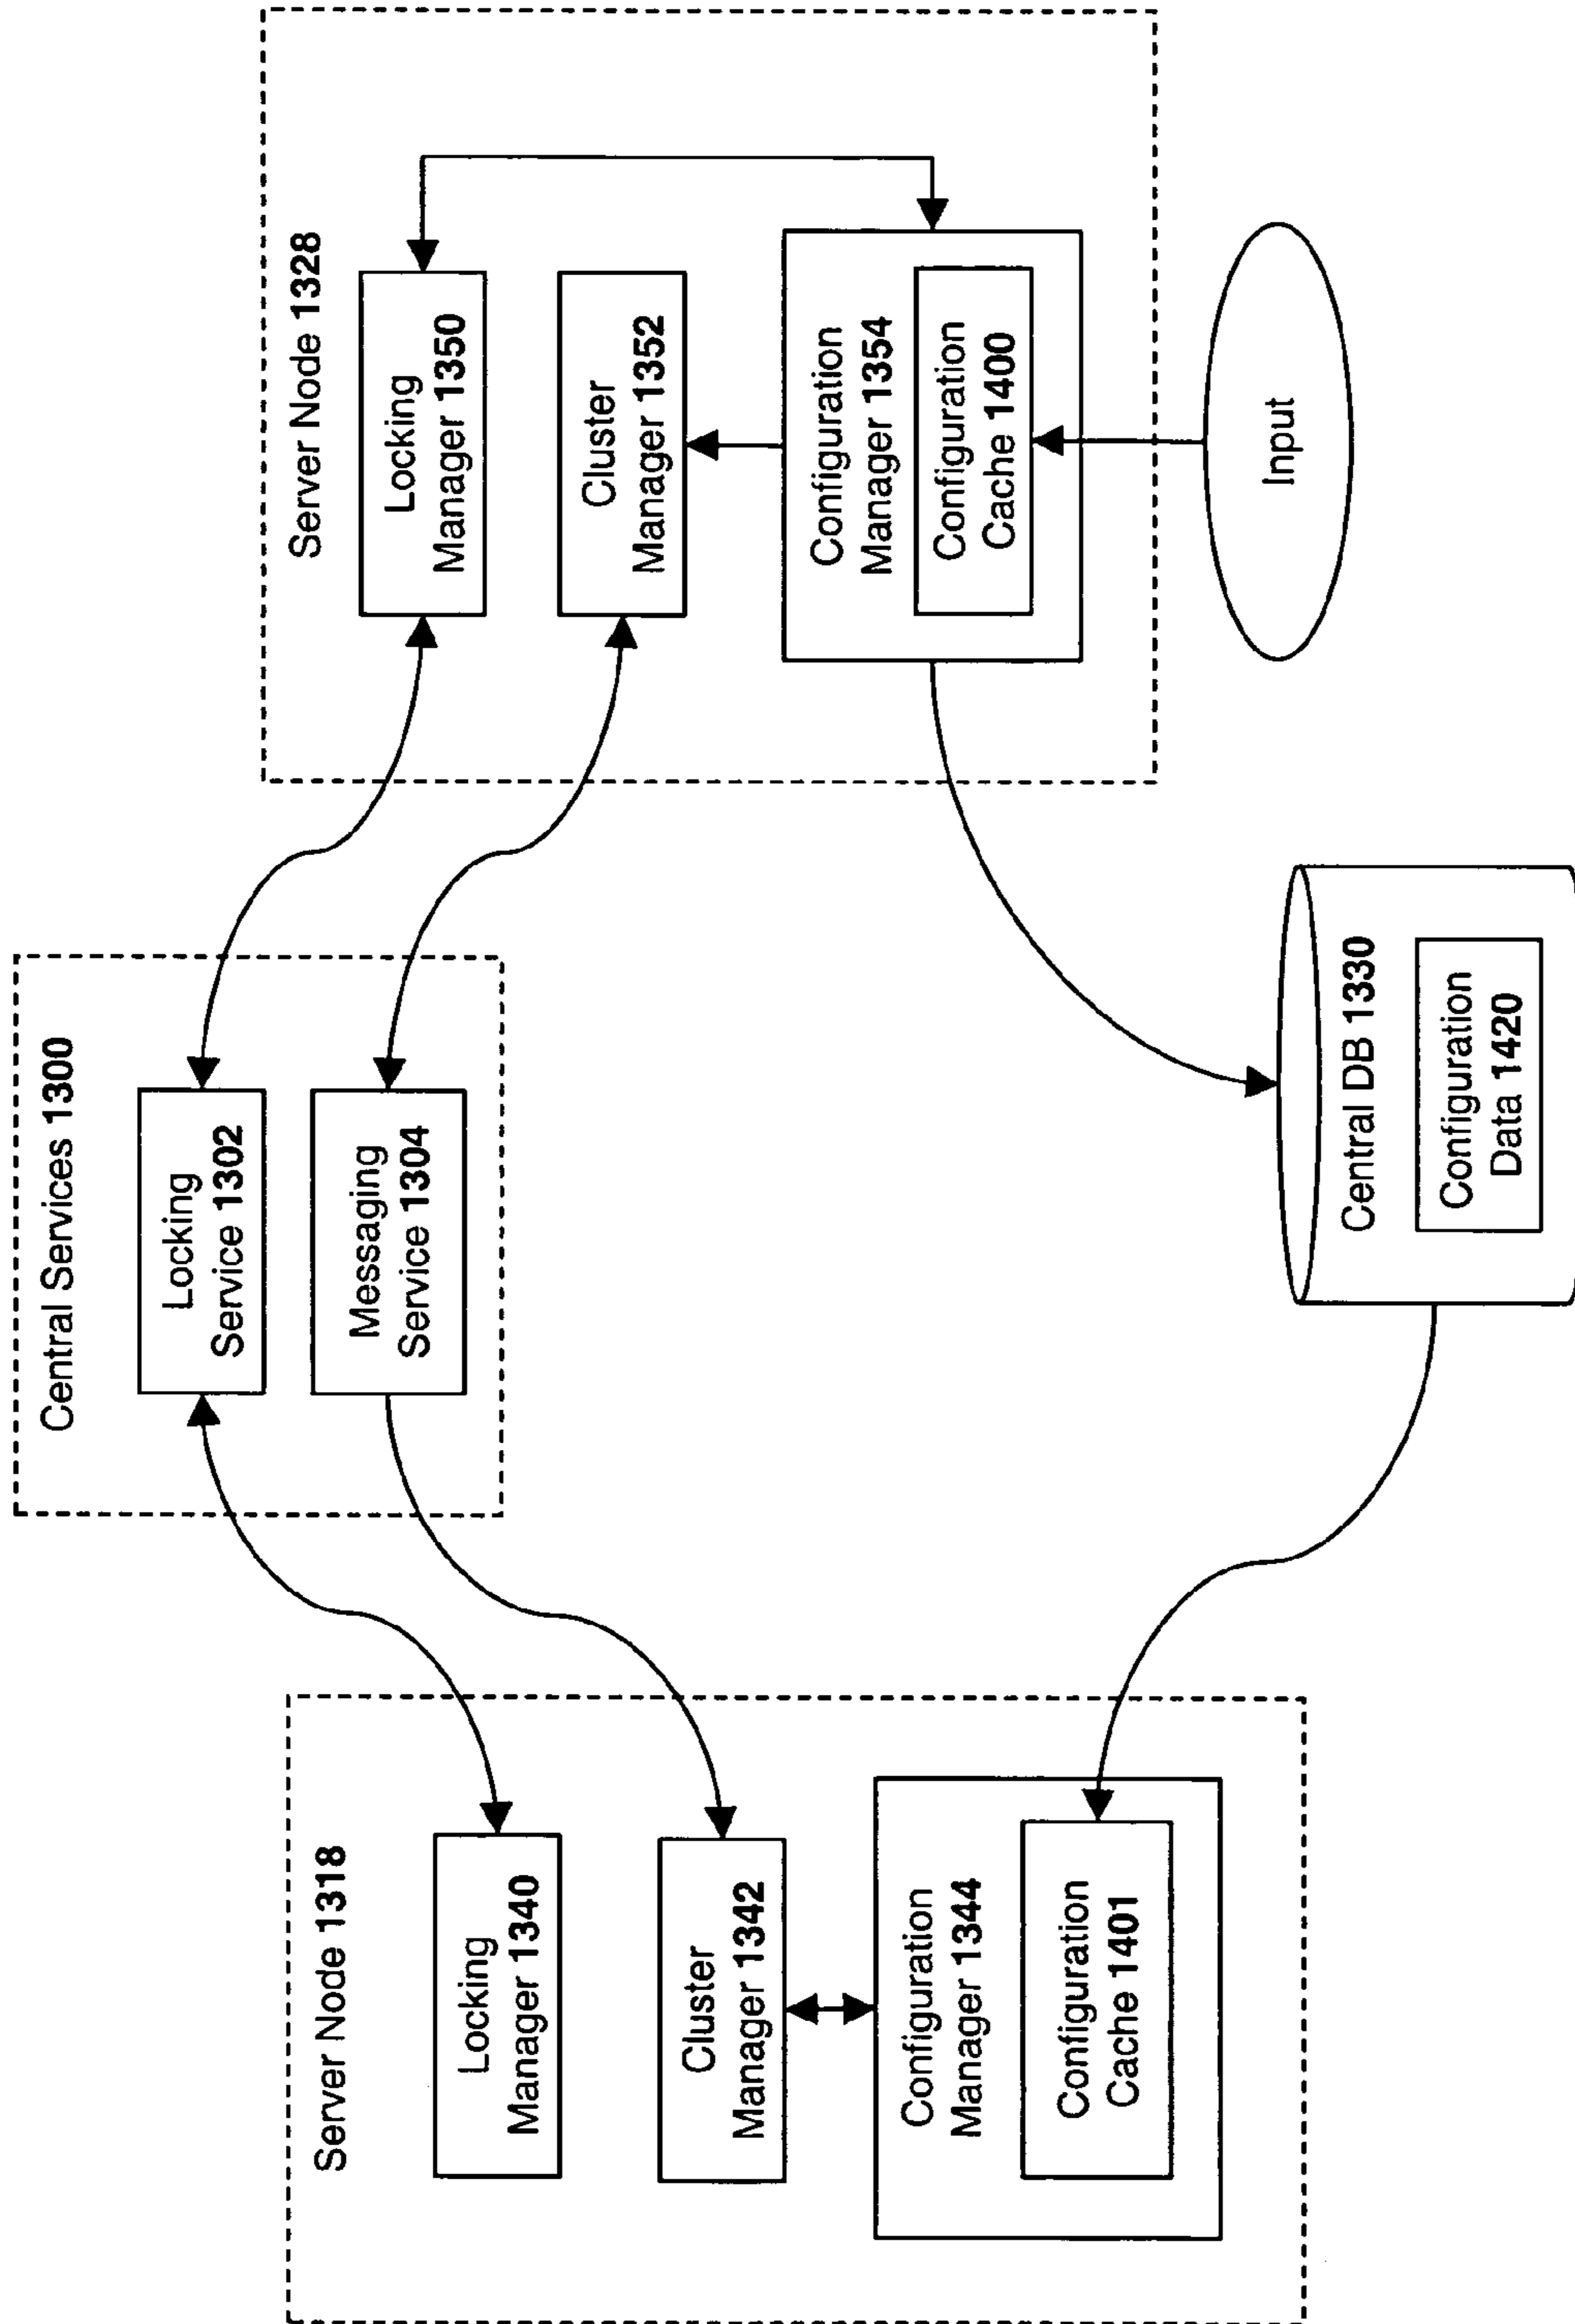 Central Services 1300
Locking
Service 1302
Messaging
Service 1304
Server Node 1318
Locking
Manager 1340
Cluster
Manager 1342
Configuration
Manager 1344
Configuration
Cache 1401
Server Node 1328
Locking
Manager 1350
Cluster
Manager 1352
Configuration
Manager 1354
Configuration
Cache 1400
Central DB 1330
Configuration
Data 1420
Input